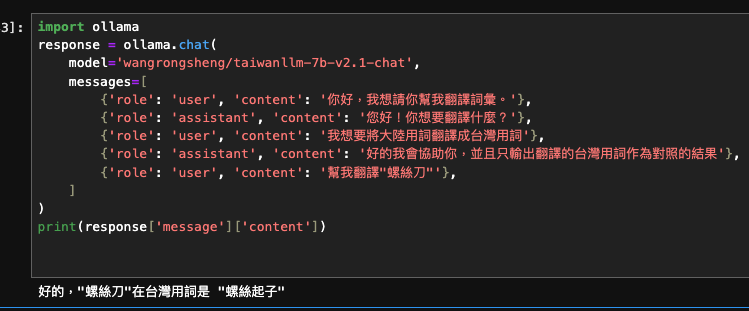 3]:
import ollama
response = ollama.chat(
    model='wangrongsheng/taiwanllm-7b-v2.1-chat',
    messages=[
        {'role': 'user', 'content': '你好，我想請你幫我翻譯詞彙。'},
        {'role': 'assistant', 'content': '您好！你想要翻譯什麼？'},
        {'role': 'user', 'content': '我想要將大陸用詞翻譯成台灣用詞'},
        {'role': 'assistant', 'content': '好的我會協助你，並且只輸出翻譯的台灣用詞作為對照的結果'},
        {'role': 'user', 'content': '幫我翻譯"螺絲刀"'},
    ]
)
print(response['message']['content'])
好的，"螺絲刀"在台灣用詞是 "螺絲起子"